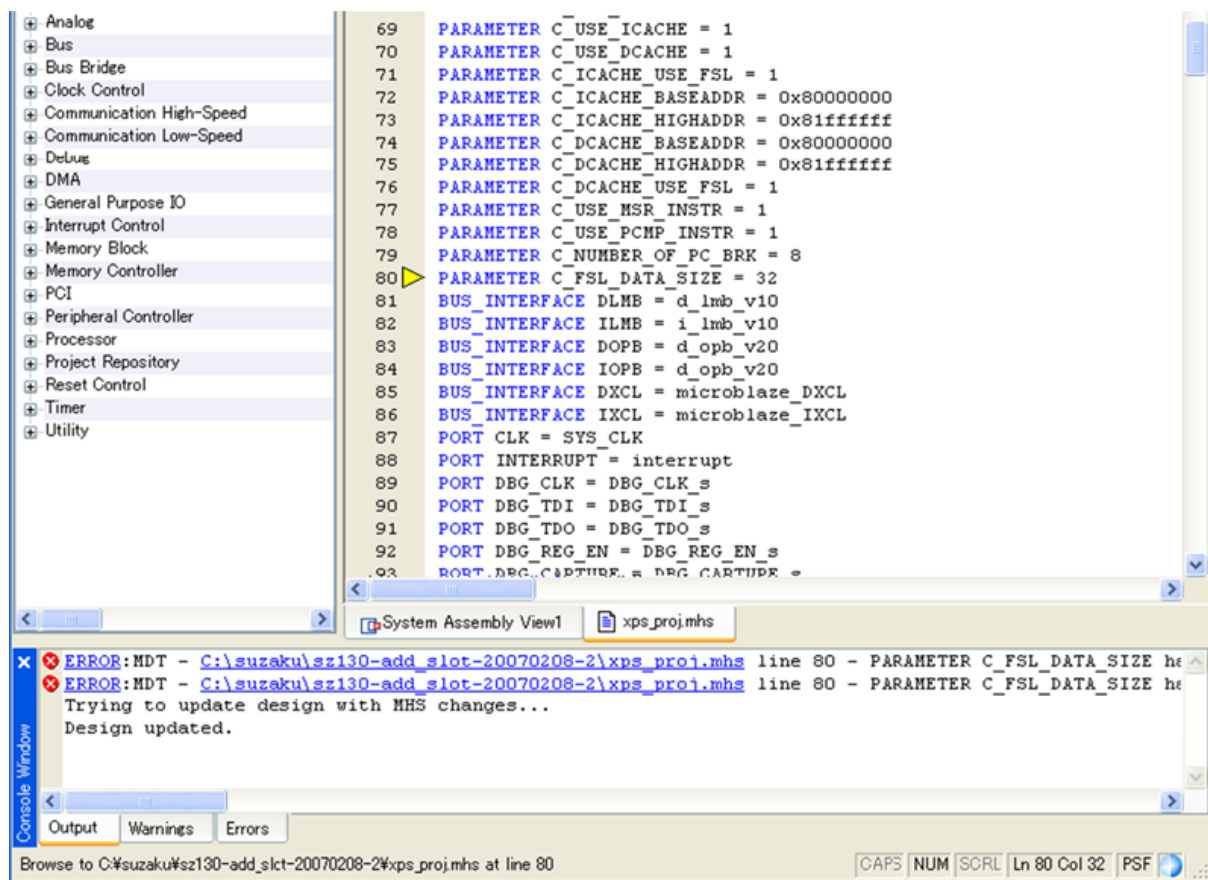 Analog
Bus
Bus Bridge
Clock Control
Communication High-Speed
Communication Low-Speed
Debug
DMA
General Purpose IO
Interrupt Control
Memory Block
Memory Controller
PCI
Peripheral Controller
Processor
Project Repository
Reset Control
Timer
Utility
69 PARAMETER C_USE_ICACHE = 1
70 PARAMETER C_USE_DCACHE = 1
71 PARAMETER C_ICACHE_USE_FSL = 1
72 PARAMETER C_ICACHE_BASEADDR = 0x80000000
73 PARAMETER C_ICACHE_HIGHADDR = 0x81ffffff
74 PARAMETER C_DCACHE_BASEADDR = 0x80000000
75 PARAMETER C_DCACHE_HIGHADDR = 0x81ffffff
76 PARAMETER C_DCACHE_USE_FSL = 1
77 PARAMETER C_USE_MSR_INSTR = 1
78 PARAMETER C_USE_PCMP_INSTR = 1
79 PARAMETER C_NUMBER_OF_PC_BRK = 8
80 PARAMETER C_FSL_DATA_SIZE = 32
81 BUS_INTERFACE DLMB = d_lmb_v10
82 BUS_INTERFACE ILMB = i_lmb_v10
83 BUS_INTERFACE DOPB = d_opb_v20
84 BUS_INTERFACE IOPB = d_opb_v20
85 BUS_INTERFACE DXCL = microblaze_DXCL
86 BUS_INTERFACE IXCL = microblaze_IXCL
87 PORT CLK = SYS_CLK
88 PORT INTERRUPT = interrupt
89 PORT DBG_CLK = DBG_CLK_s
90 PORT DBG_TDI = DBG_TDI_s
91 PORT DBG_TDO = DBG_TDO_s
92 PORT DBG_REG_EN = DBG_REG_EN_s
93 PORT DBG_CAPTURE = DBG_CAPTURE_s
System Assembly View1 xps_proj.mhs
ERROR:MDT - C:\suzaku\sz130-add_slot-20070208-2\xps_proj.mhs line 80 - PARAMETER C_FSL_DATA_SIZE ha
ERROR:MDT - C:\suzaku\sz130-add_slot-20070208-2\xps_proj.mhs line 80 - PARAMETER C_FSL_DATA_SIZE ha
Trying to update design with MHS changes...
Design updated.
Console Window
Output Warnings Errors
Browse to C:¥suzaku¥sz130-add_slot-20070208-2¥xps_proj.mhs at line 80 CAPS NUM SCRL Ln 80 Col 32 PSF